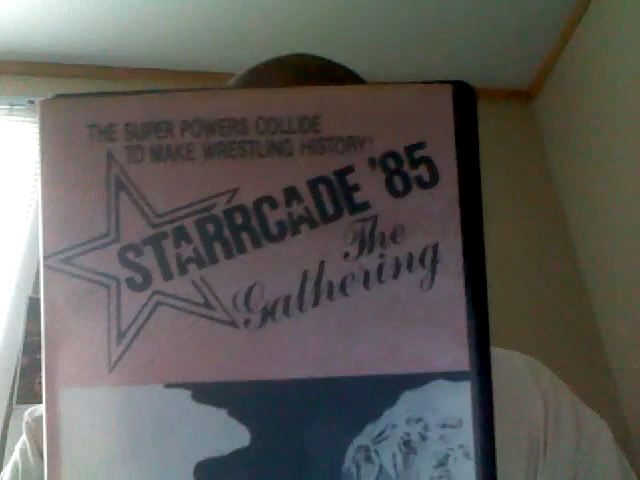 THE SUPER POWERS COLLIDE
TO MAKE WRESTLING HISTORY!
STARRCADE '85
The
Gathering